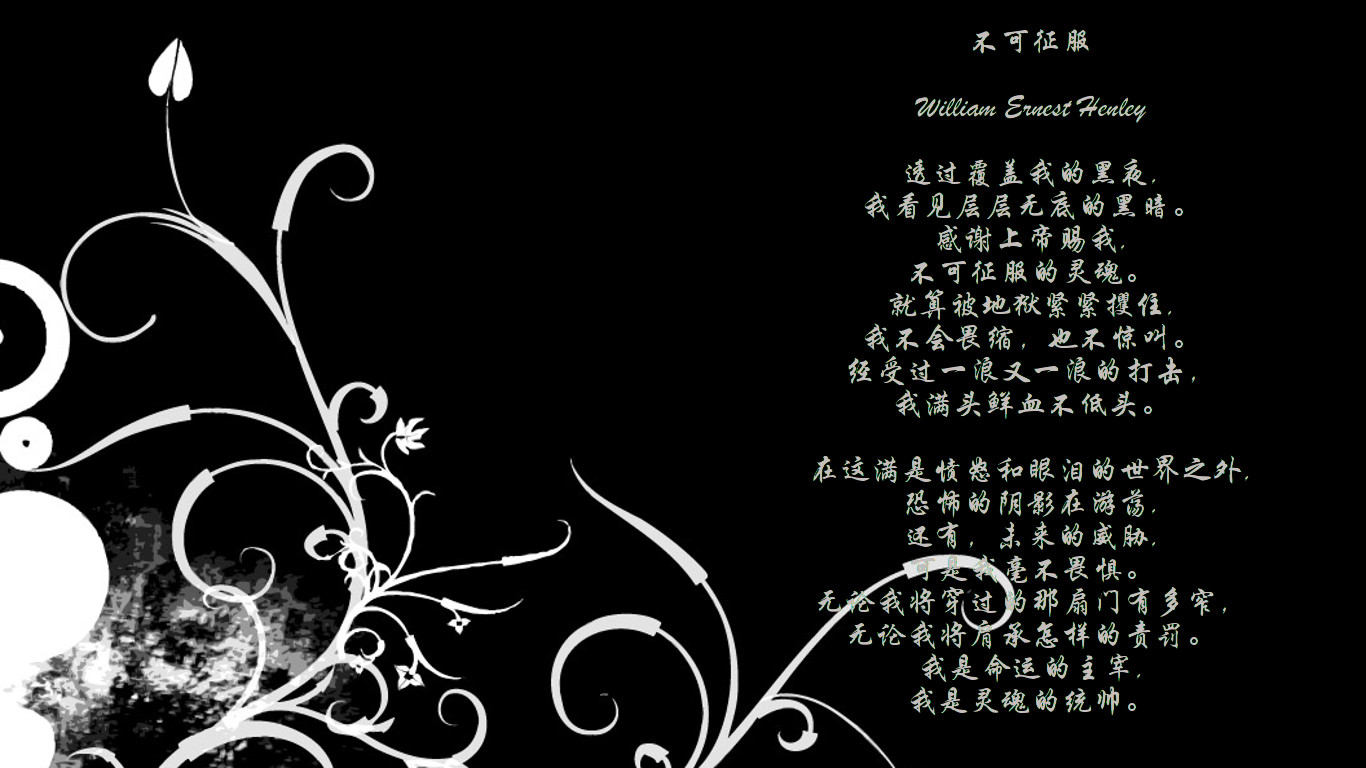 不可征服
William Ernest Henley
透过覆盖我的黑夜,
我看见层层无底的黑暗。
感谢上帝赐我,
不可征服的灵魂。
就算被地狱紧紧攫住,
我不会畏缩, 也不惊叫。
经受过一浪又一浪的打击,
我满头鲜血不低头。
在这满是愤怒和眼泪的世界之外,
恐怖的阴影在游荡,
还有, 未来的威胁,
可是我毫不畏惧。
无论我将穿过的那扇门有多窄,
无论我将肩承怎样的责罚。
我是命运的主宰,
我是灵魂的统帅。